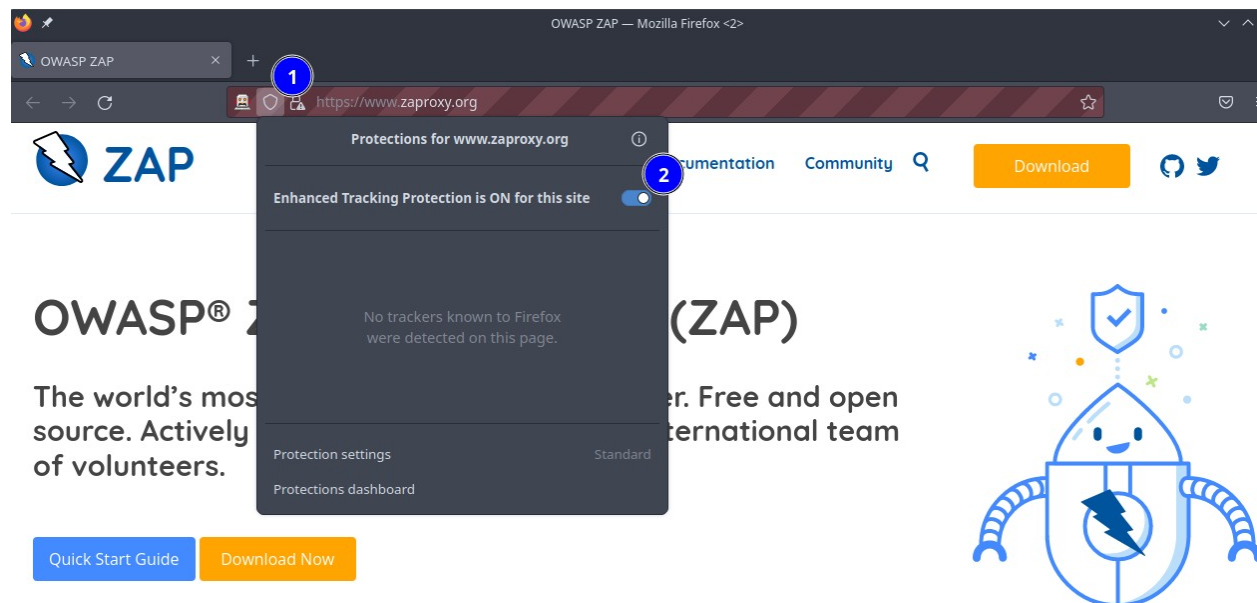 OWASP ZAP — Mozilla Firefox <2>
OWASP ZAP
1
https://www.zaproxy.org
Protections for www.zaproxy.org
ZAP
cumentation Community
Download
2
Enhanced Tracking Protection is ON for this site
No trackers known to Firefox
were detected on this page.
OWASP® (ZAP)
The world's mos r. Free and open
source. Actively ternational team
of volunteers.
Protection settings Standard
Protections dashboard
Quick Start Guide Download Now